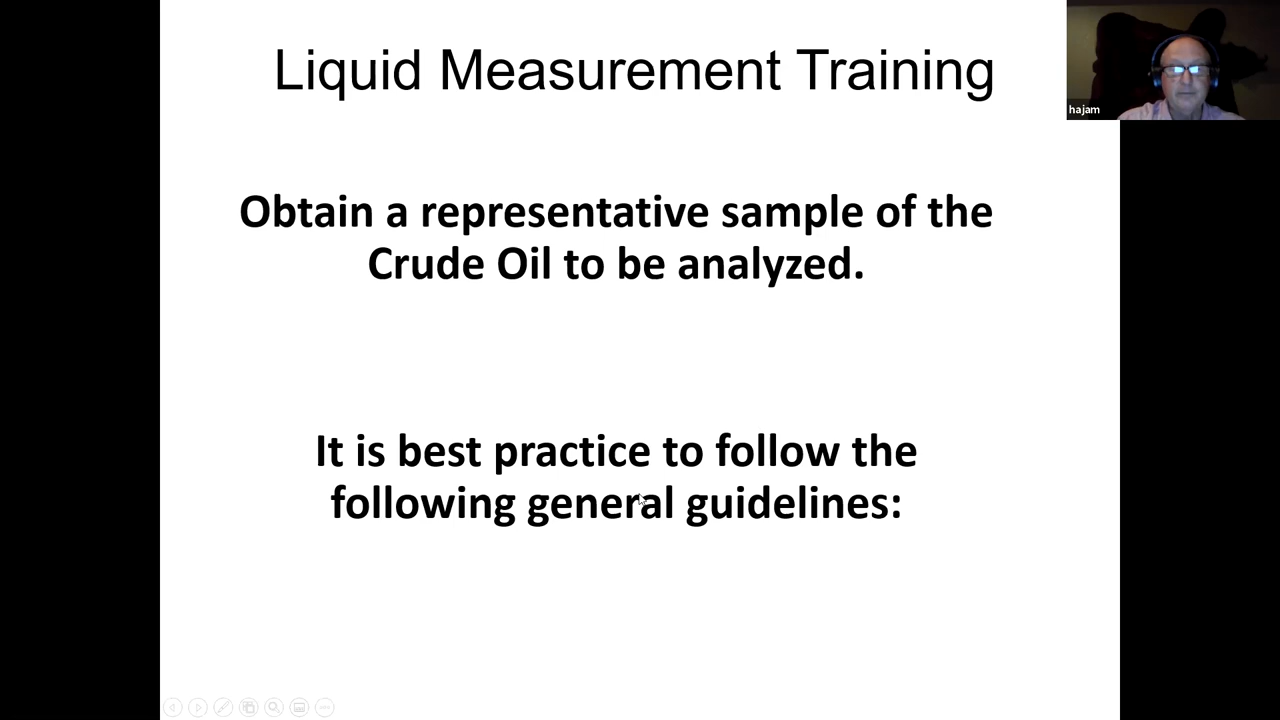 Liquid Measurement Training
hajam
Obtain a representative sample of the
Crude Oil to be analyzed.
It is best practice to follow the
following general guidelines: